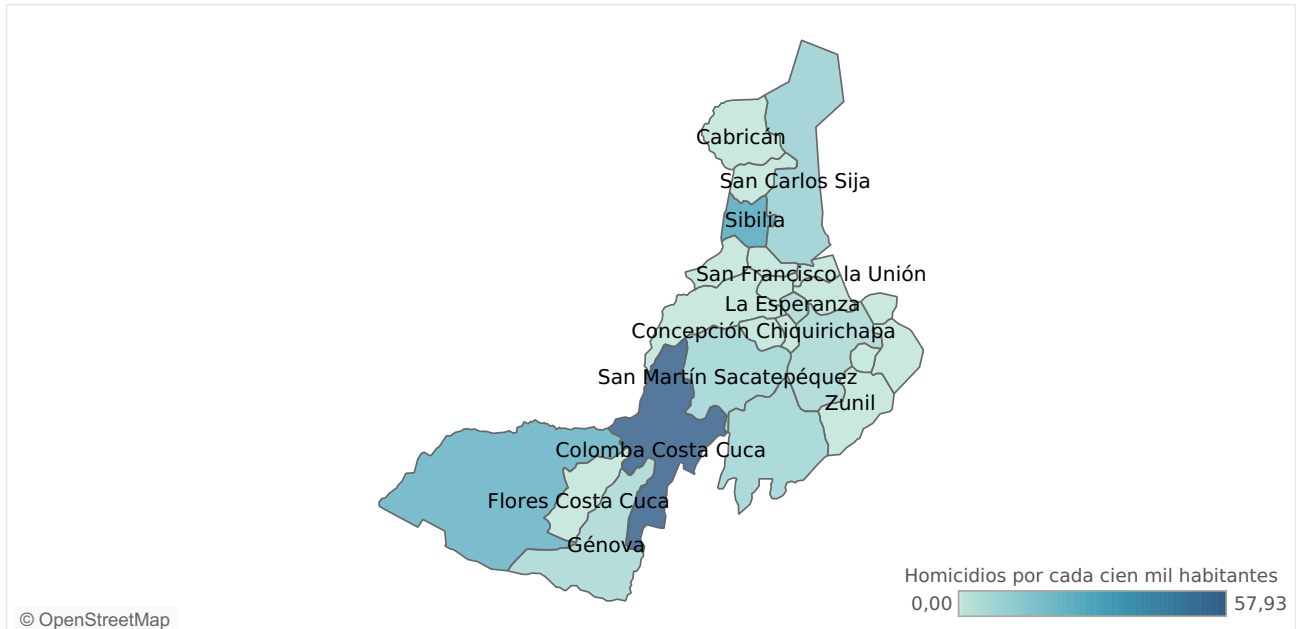 Cabricán
San Carlos Sija
Sibilia
San Francisco la Unión
La Esperanza
Concepción Chiquirichapa
San Martín Sacatepéquez
Zunil
Colomba Costa Cuca
Flores Costa Cuca
Génova
Homicidios por cada cien mil habitantes
0,00 57,93
© OpenStreetMap